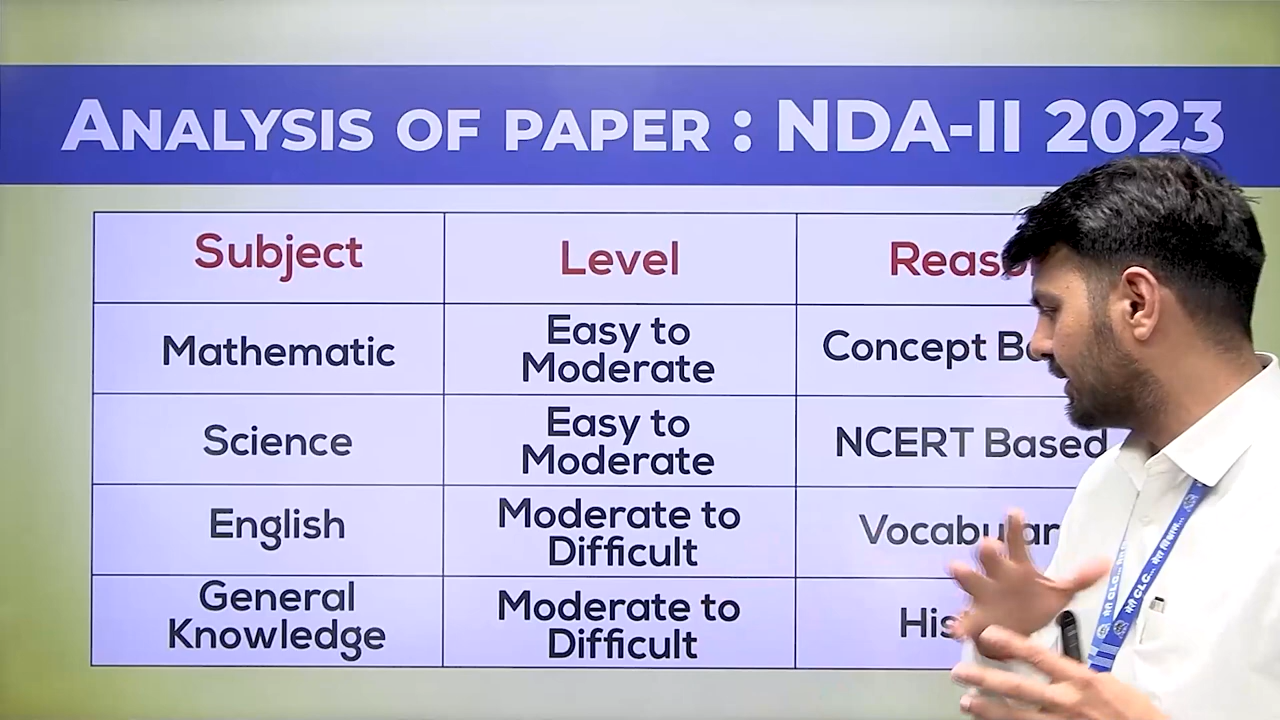 ANALYSIS OF PAPER : NDA-II 2023
Subject
Level
Mathematic
Easy to
Moderate
Concept
Science
Easy to
Moderate
NCERT Based
English
Moderate to
Difficult
General
Knowledge
Moderate to
Difficult